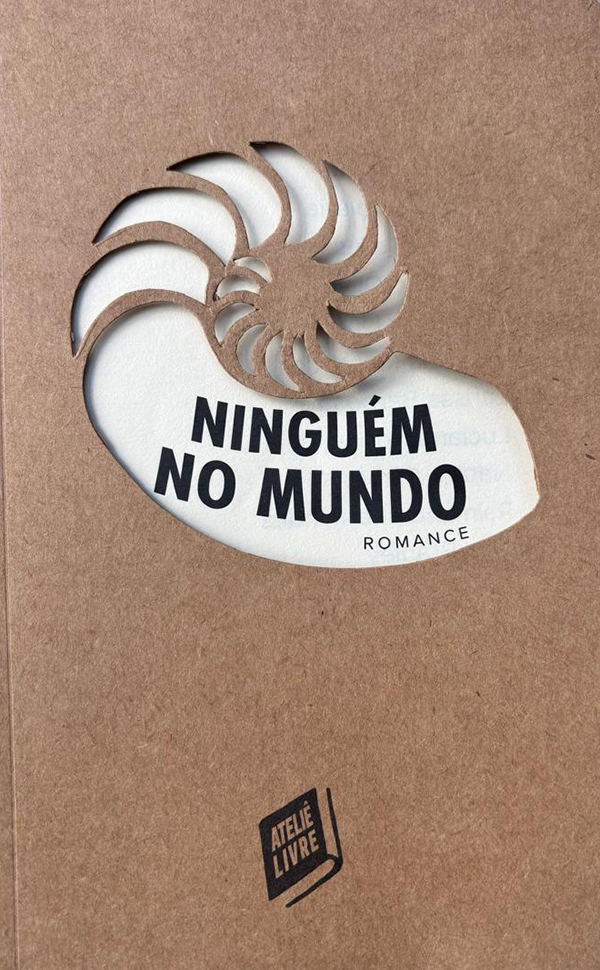 NINGUÉM
NO MUNDO
ROMANCE
ATELIÊ
LIVRE